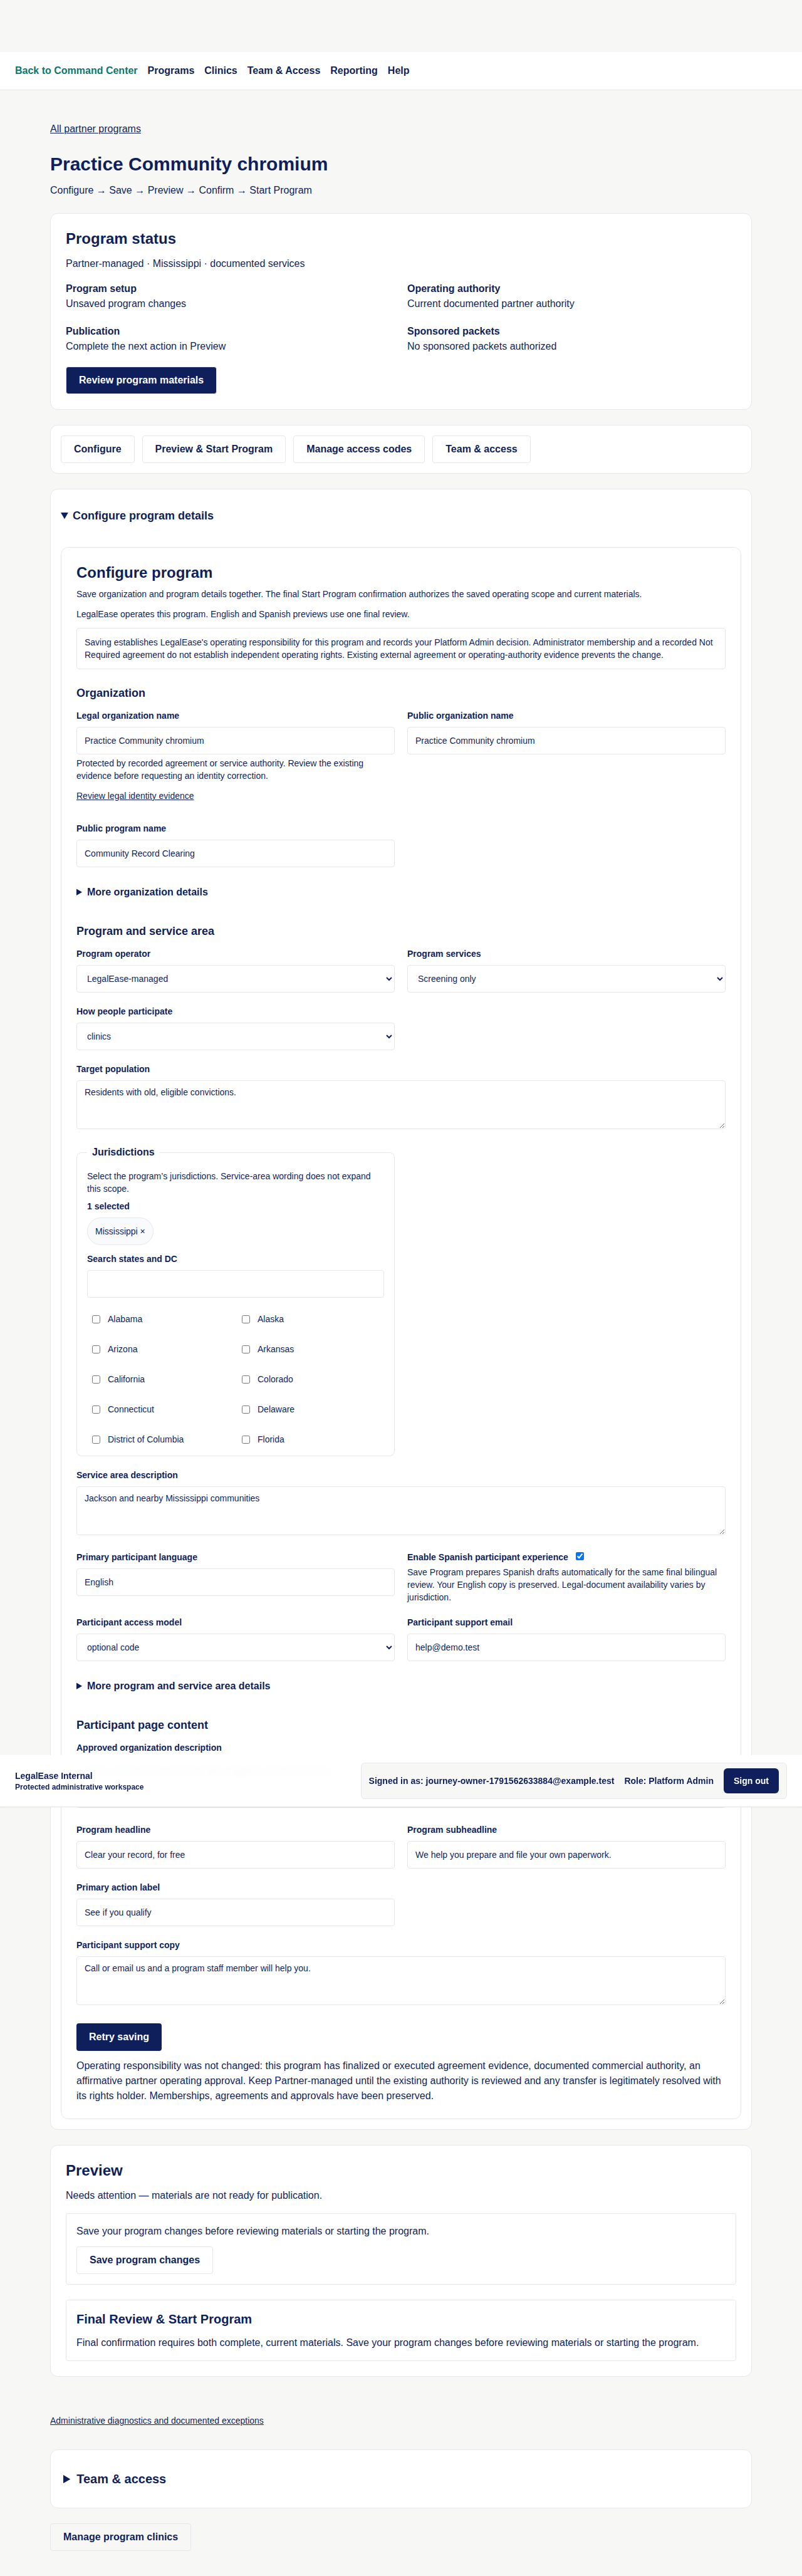 Back to Command Center Programs Clinics Team & Access Reporting Help
All partner programs
Practice Community chromium
Configure → Save → Preview → Confirm → Start Program
Program status
Partner-managed · Mississippi · documented services
Program setup
Unsaved program changes
Operating authority
Current documented partner authority
Publication
Complete the next action in Preview
Sponsored packets
No sponsored packets authorized
Review program materials
Configure
Preview & Start Program
Manage access codes
Team & access
Configure program details
Configure program
Save organization and program details together. The final Start Program confirmation authorizes the saved operating scope and current materials.
LegalEase operates this program. English and Spanish previews use one final review.
Saving establishes LegalEase's operating responsibility for this program and records your Platform Admin decision. Administrator membership and a recorded Not
Required agreement do not establish independent operating rights. Existing external agreement or operating-authority evidence prevents the change.
Organization
Legal organization name
Practice Community chromium
Protected by recorded agreement or service authority. Review the existing
evidence before requesting an identity correction.
Review legal identity evidence
Public organization name
Practice Community chromium
Public program name
Community Record Clearing
More organization details
Program and service area
Program operator
LegalEase-managed
Program services
Screening only
How people participate
clinics
Target population
Residents with old, eligible convictions.
Jurisdictions
Select the program's jurisdictions. Service-area wording does not expand
this scope.
1 selected
Mississippi ×
Search states and DC
Alabama
Alaska
Arizona
Arkansas
California
Colorado
Connecticut
Delaware
District of Columbia
Florida
Service area description
Jackson and nearby Mississippi communities
Primary participant language
English
Enable Spanish participant experience
Save Program prepares Spanish drafts automatically for the same final bilingual
review. Your English copy is preserved. Legal-document availability varies by
jurisdiction.
Participant access model
optional code
Participant support email
help@demo.test
More program and service area details
Participant page content
Approved organization description
LegalEase Internal
Protected administrative workspace
Signed in as: journey-owner-1791562633884@example.test
Role: Platform Admin
Sign out
Program headline
Clear your record, for free
Program subheadline
We help you prepare and file your own paperwork.
Primary action label
See if you qualify
Participant support copy
Call or email us and a program staff member will help you.
Retry saving
Operating responsibility was not changed: this program has finalized or executed agreement evidence, documented commercial authority, an
affirmative partner operating approval. Keep Partner-managed until the existing authority is reviewed and any transfer is legitimately resolved with
its rights holder. Memberships, agreements and approvals have been preserved.
Preview
Needs attention — materials are not ready for publication.
Save your program changes before reviewing materials or starting the program.
Save program changes
Final Review & Start Program
Final confirmation requires both complete, current materials. Save your program changes before reviewing materials or starting the program.
Administrative diagnostics and documented exceptions
Team & access
Manage program clinics